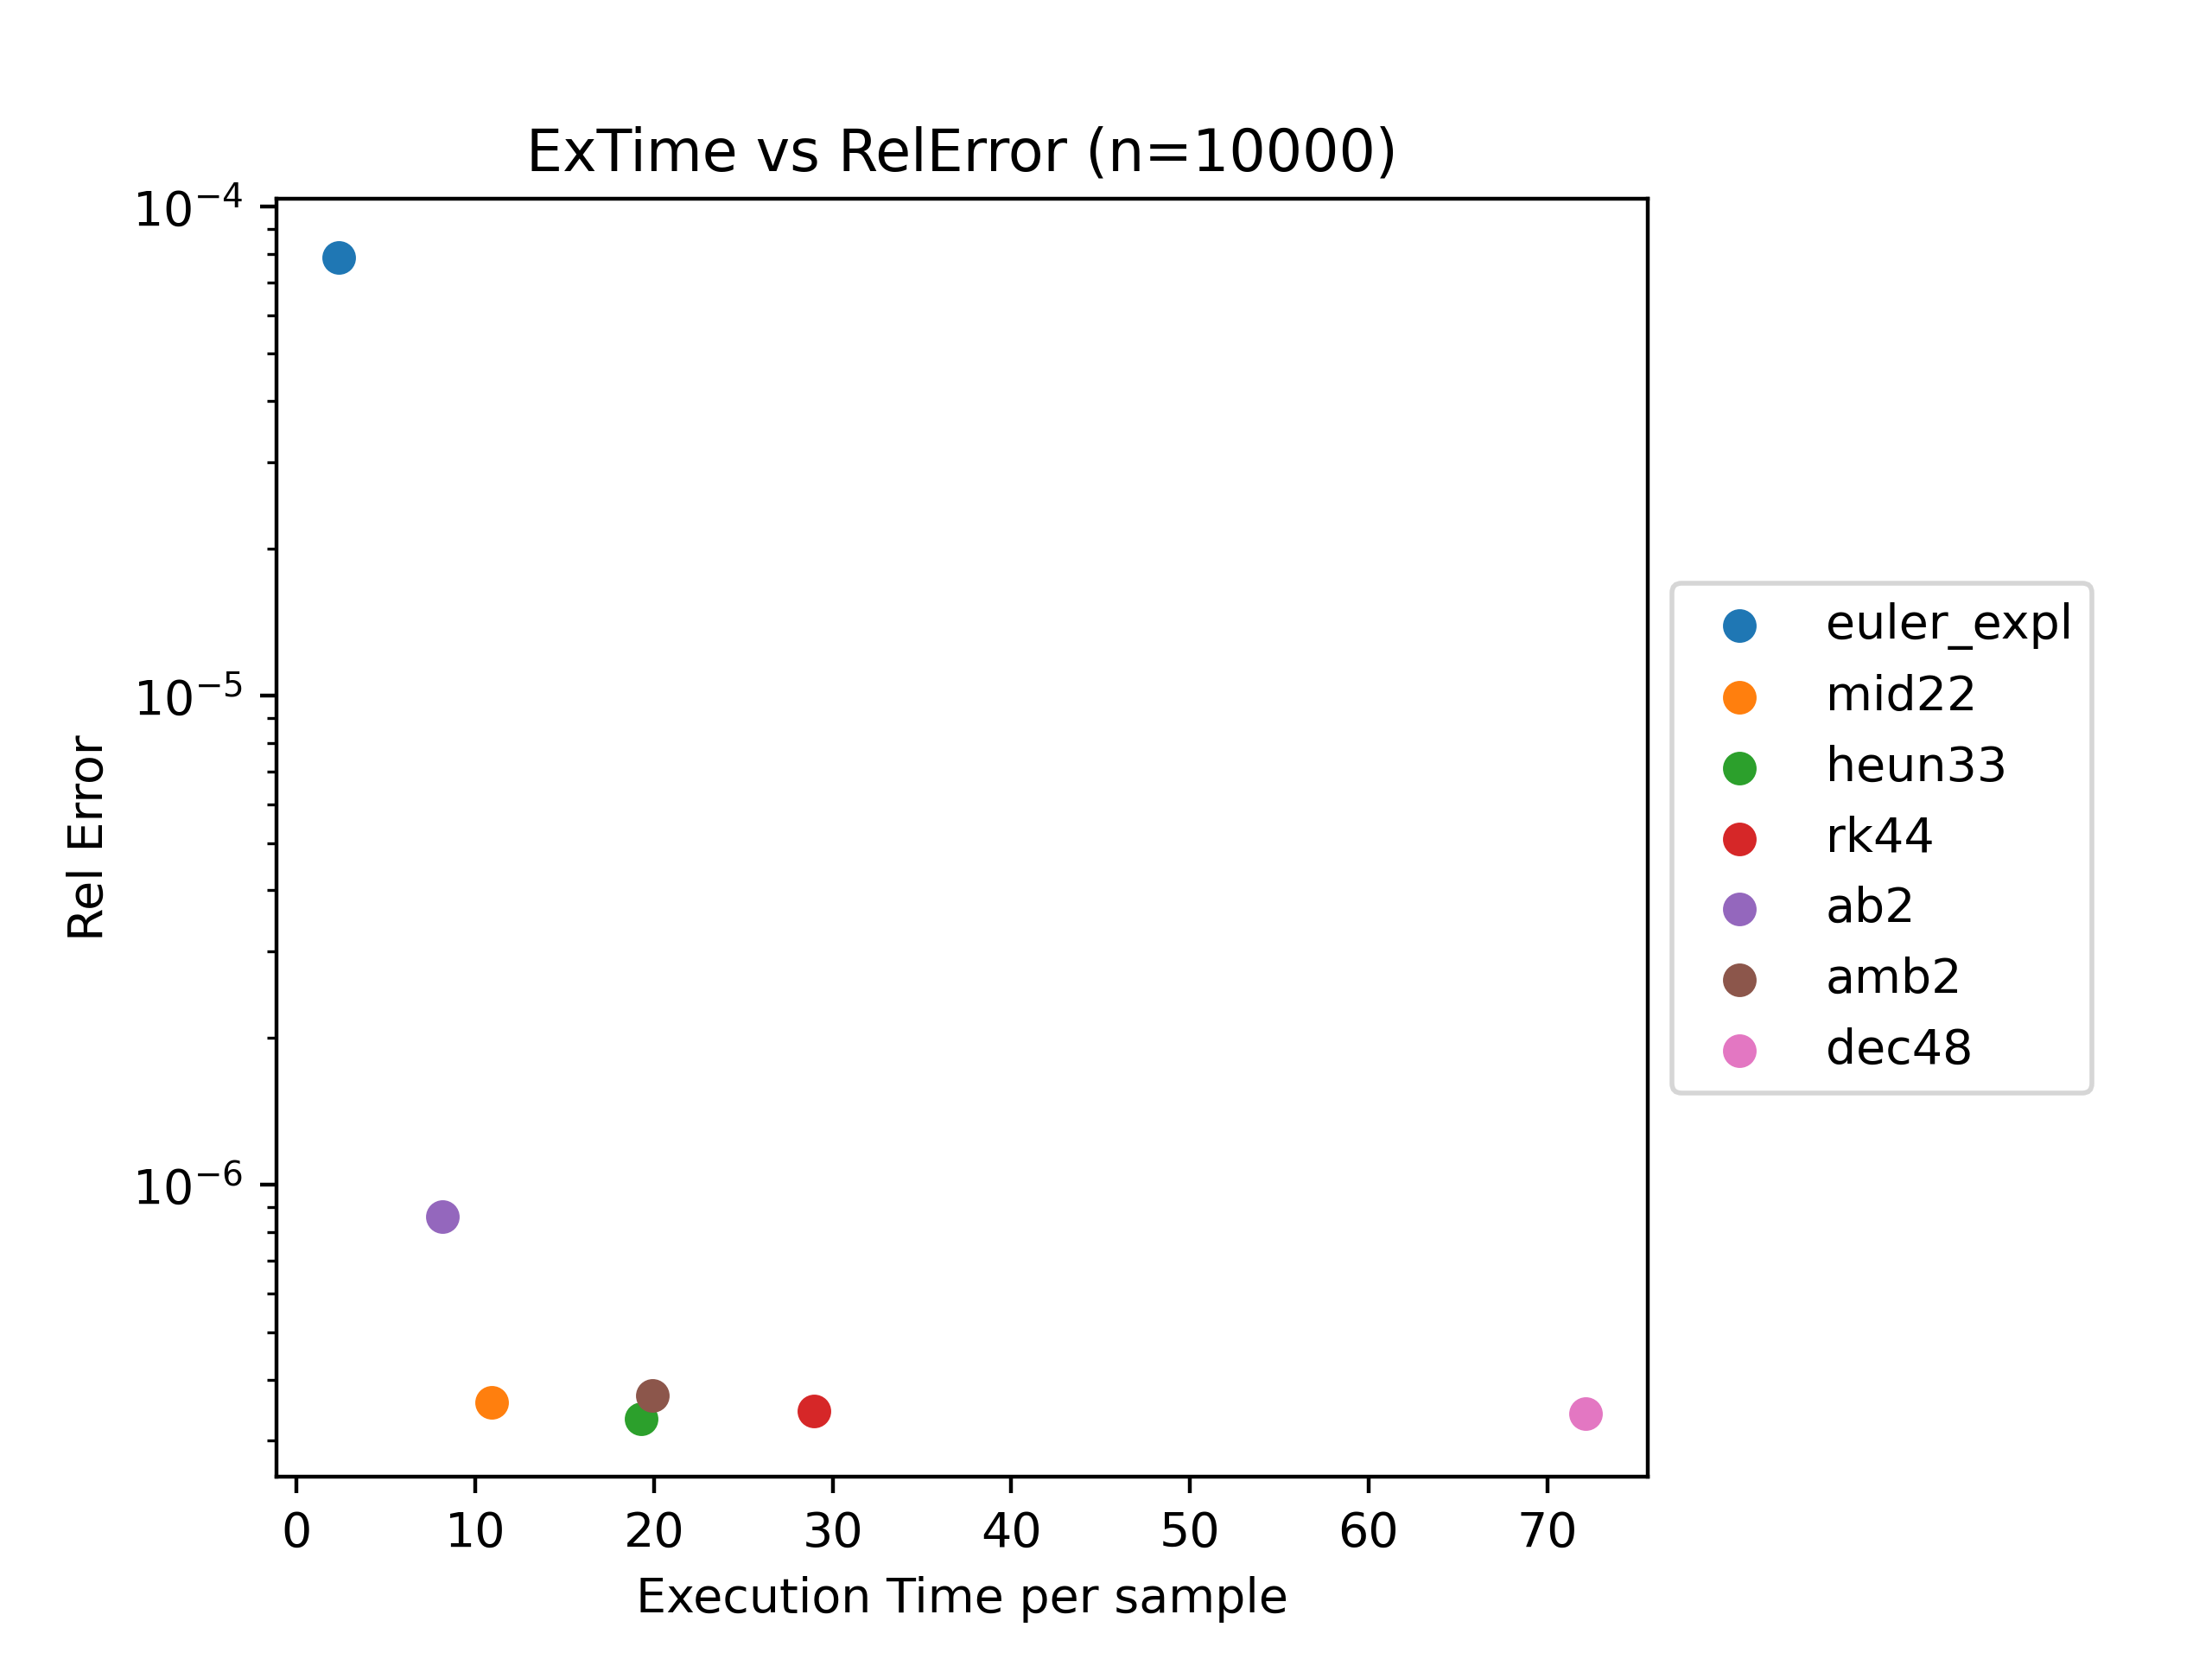 ExTime vs RelError (n=10000)
10⁻⁴
10⁻⁵
10⁻⁶
Rel Error
0 10 20 30 40 50 60 70
Execution Time per sample
euler_expl
mid22
heun33
rk44
ab2
amb2
dec48